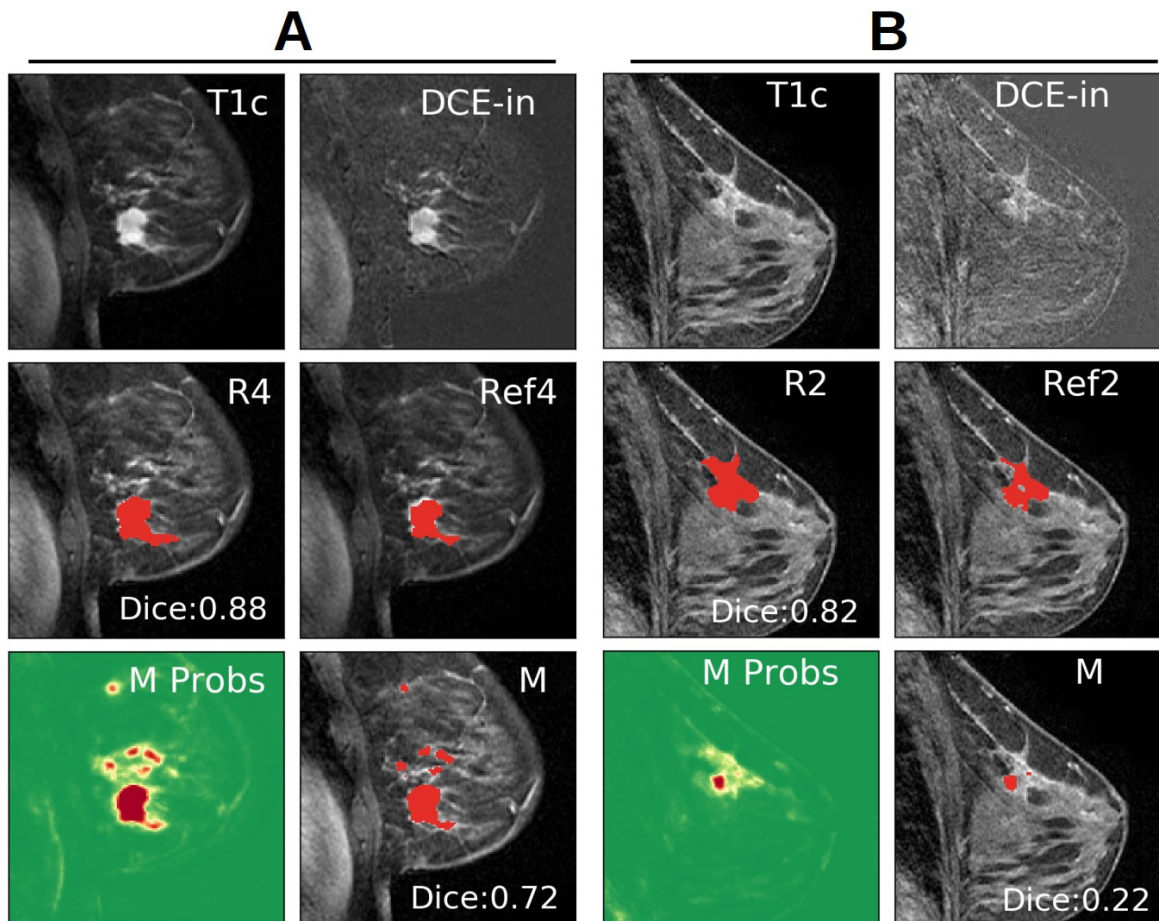 A
B
T1c
DCE-in
T1c
DCE-in
R4
Dice:0.88
Ref4
R2
Dice:0.82
Ref2
M Probs
M
Dice:0.72
M Probs
M
Dice:0.22